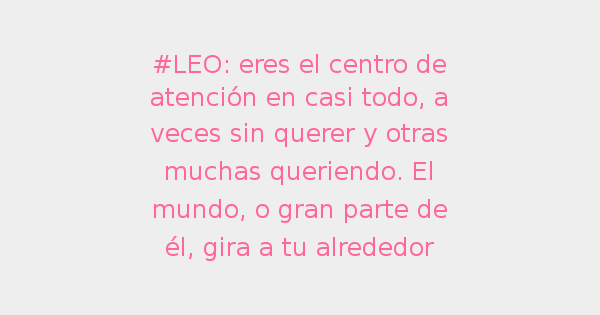 #LEO: eres el centro de
atención en casi todo, a
veces sin querer y otras
muchas queriendo. El
mundo, o gran parte de
él, gira a tu alrededor